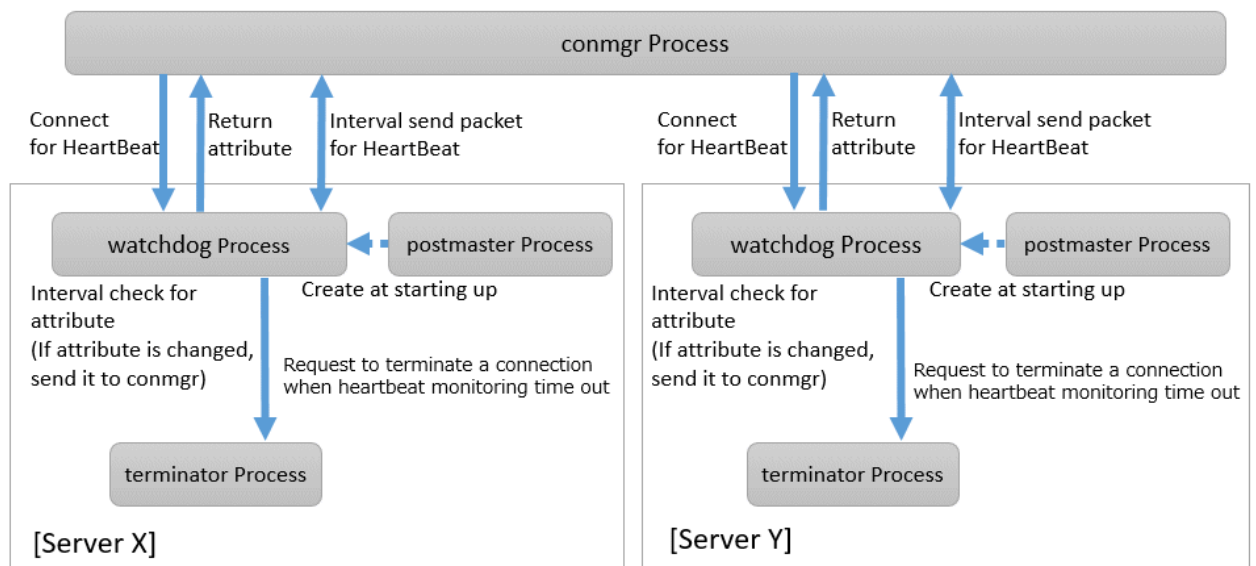 conmgr Process
Connect
for HeartBeat
Return
attribute
Interval send packet
for HeartBeat
Connect
for HeartBeat
Return
attribute
Interval send packet
for HeartBeat
watchdog Process
postmaster Process
Create at starting up
Interval check for
attribute
(If attribute is changed,
send it to conmgr)
Request to terminate a connection
when heartbeat monitoring time out
terminator Process
[Server X]
watchdog Process
postmaster Process
Create at starting up
Interval check for
attribute
(If attribute is changed,
send it to conmgr)
Request to terminate a connection
when heartbeat monitoring time out
terminator Process
[Server Y]